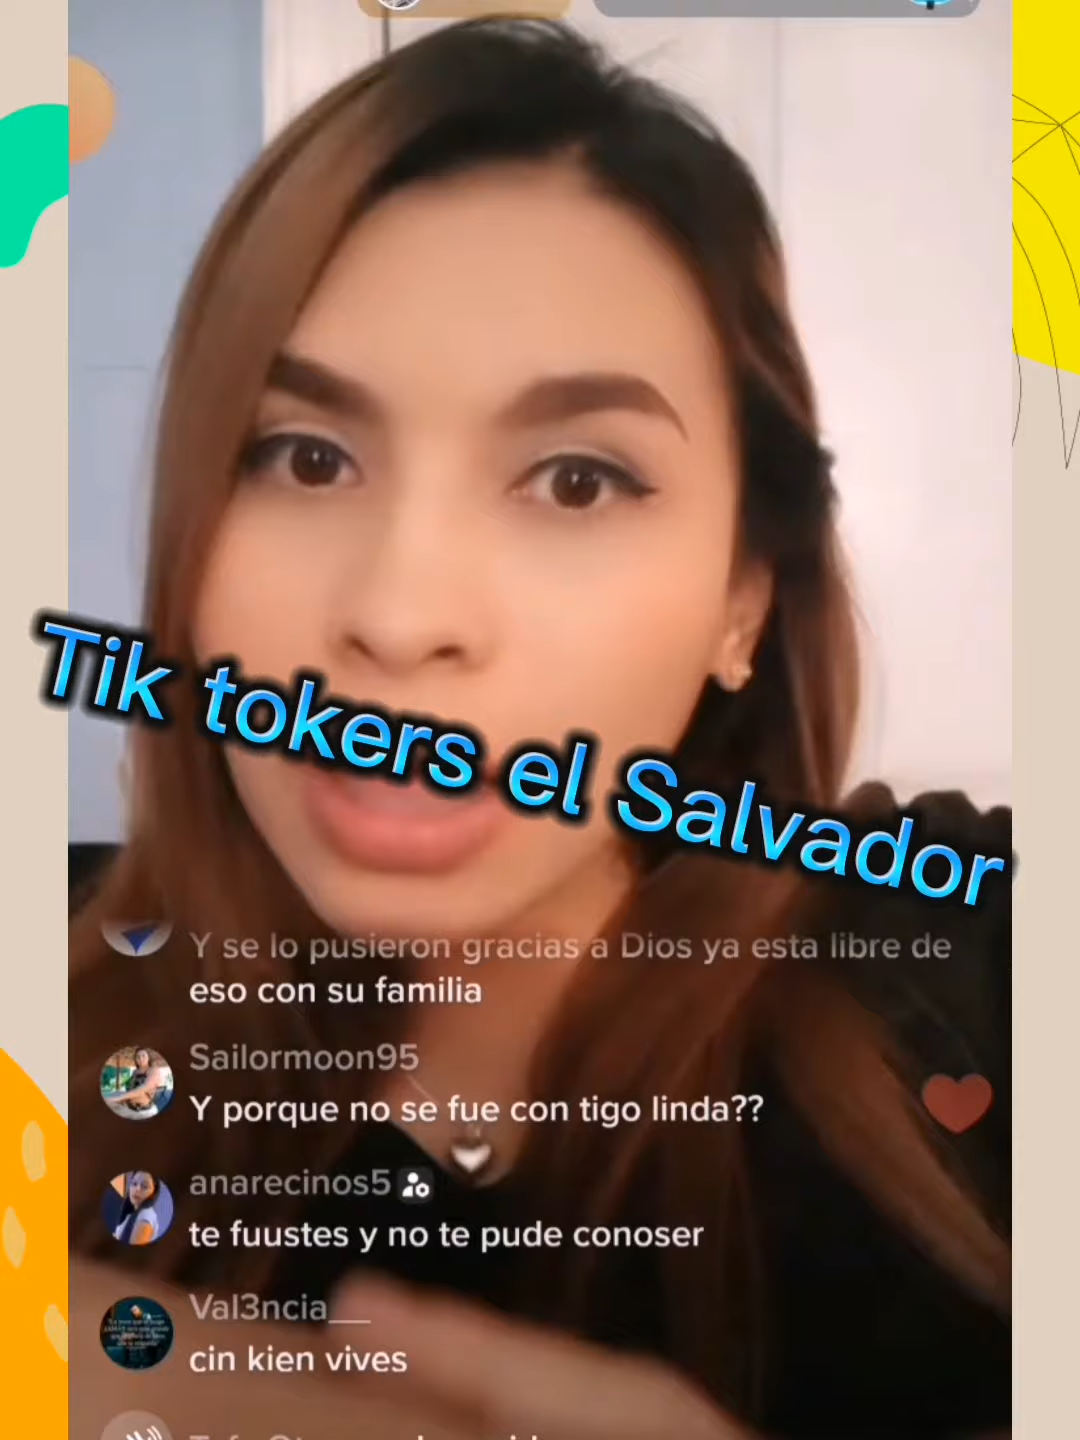 Tik tokers el Salvador
Y se lo pusieron gracias a Dios ya esta libre de
eso con su familia
Sailormoon95
Y porque no se fue con tigo linda??
anarecinos5
te fuustes y no te pude conoser
Val3ncia__
cin kien vives